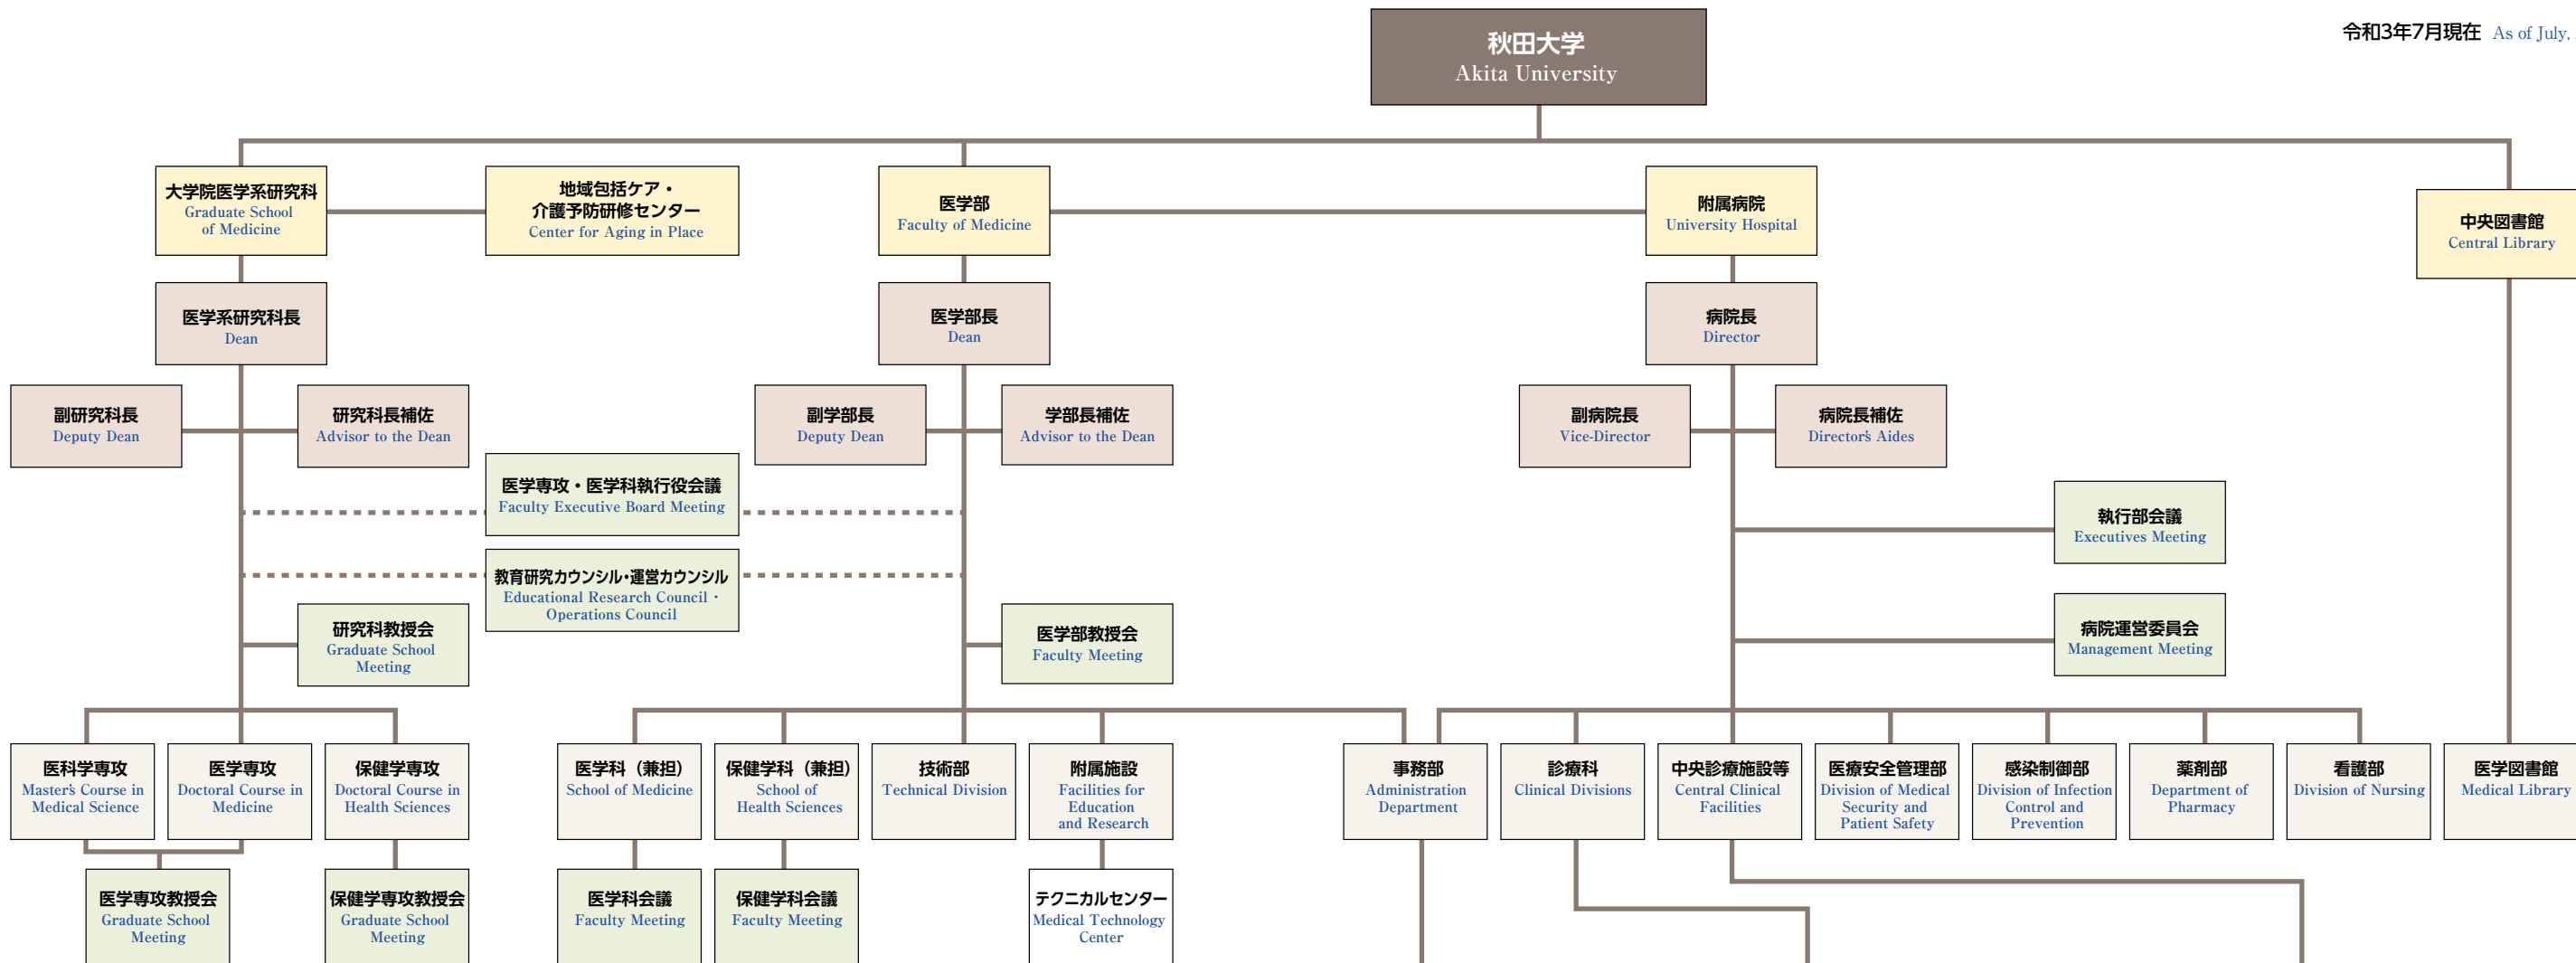 秋田大学
Akita University
令和3年7月現在 As of July,
大学院医学系研究科
Graduate School
of Medicine
地域包括ケア・
介護予防研修センター
Center for Aging in Place
医学部
Faculty of Medicine
附属病院
University Hospital
中央図書館
Central Library
医学系研究科長
Dean
医学部長
Dean
病院長
Director
副研究科長
Deputy Dean
研究科長補佐
Advisor to the Dean
副学部長
Deputy Dean
学部長補佐
Advisor to the Dean
副病院長
Vice-Director
病院長補佐
Director's Aides
医学専攻・医学科執行役会議
Faculty Executive Board Meeting
執行部会議
Executives Meeting
教育研究カウンシル・運営カウンシル
Educational Research Council・
Operations Council
研究科教授会
Graduate School
Meeting
医学部教授会
Faculty Meeting
病院運営委員会
Management Meeting
医科学専攻
Master's Course in
Medical Science
医学専攻
Doctoral Course in
Medicine
保健学専攻
Doctoral Course in
Health Sciences
医学科（兼担）
School of Medicine
保健学科（兼担）
School of
Health Sciences
技術部
Technical Division
附属施設
Facilities for
Education
and Research
事務部
Administration
Department
診療科
Clinical Divisions
中央診療施設等
Central Clinical
Facilities
医療安全管理部
Division of Medical
Security and
Patient Safety
感染制御部
Division of Infection
Control and
Prevention
薬剤部
Department of
Pharmacy
看護部
Division of Nursing
医学図書館
Medical Library
医学専攻教授会
Graduate School
Meeting
保健学専攻教授会
Graduate School
Meeting
医学科会議
Faculty Meeting
保健学科会議
Faculty Meeting
テクニカルセンター
Medical Technology
Center